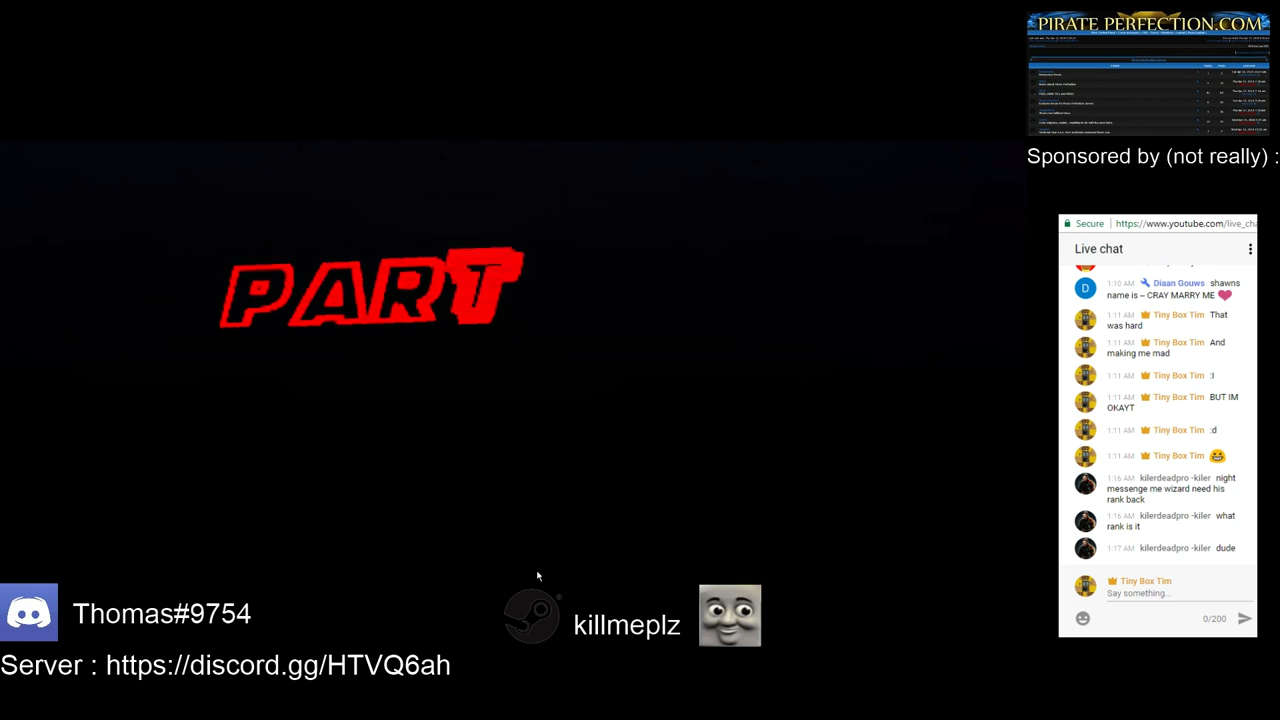 PIRATE PERFECTION.COM
Sponsored by (not really) :
PART
Secure https://www.youtube.com/live_cha
Live chat
1:10 AM Diaan Gouws shawns
name is – CRAY MARRY ME
1:11 AM Tiny Box Tim That
was hard
1:11 AM Tiny Box Tim And
making me mad
1:11 AM Tiny Box Tim :I
1:11 AM Tiny Box Tim BUT IM
OKAYT
1:11 AM Tiny Box Tim :d
1:11 AM Tiny Box Tim
1:16 AM kilerdeadpro -kiler night
messenge me wizard need his
rank back
1:16 AM kilerdeadpro -kiler what
rank is it
1:17 AM kilerdeadpro -kiler dude
Tiny Box Tim
Say something...
0/200
Thomas#9754
killmeplz
Server : https://discord.gg/HTVQ6ah